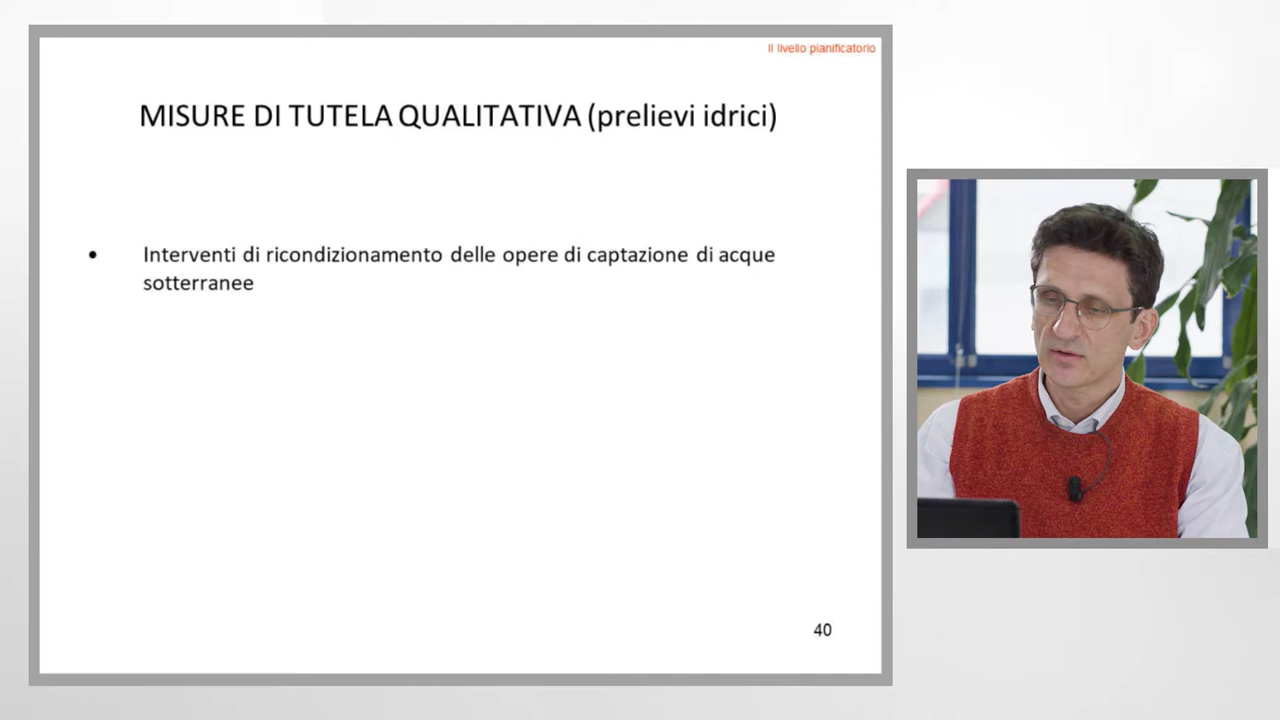 Il livello pianificatorio
MISURE DI TUTELA QUALITATIVA (prelievi idrici)
• Interventi di ricondizionamento delle opere di captazione di acque
sotterranee
40